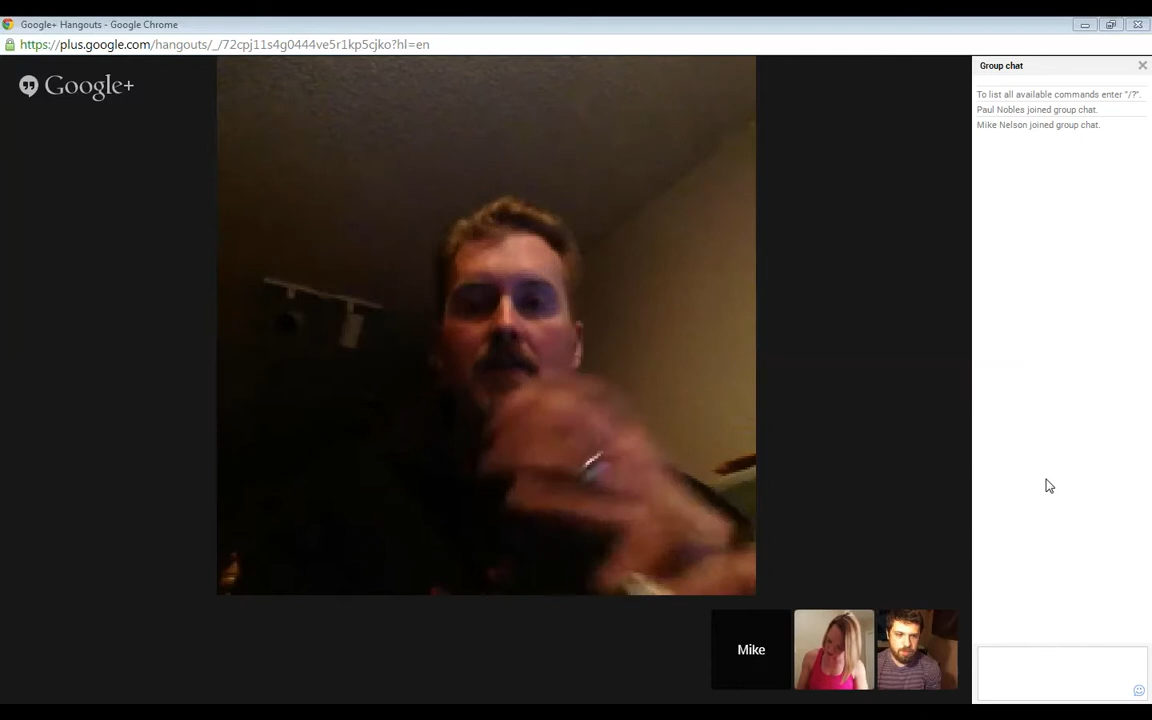 Google+ Hangouts - Google Chrome
https://plus.google.com/hangouts/_/72cpj11s4g0444ve5r1kp5cjko?hl=en
Google+
Group chat
To list all available commands enter "/?".
Paul Nobles joined group chat.
Mike Nelson joined group chat.
Mike